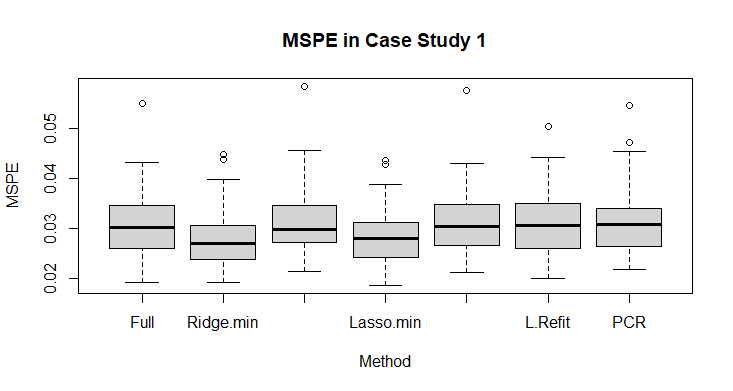 MSPE in Case Study 1
MSPE
0.05
0.04
0.03
0.02
Full Ridge.min Lasso.min L.Refit PCR
Method